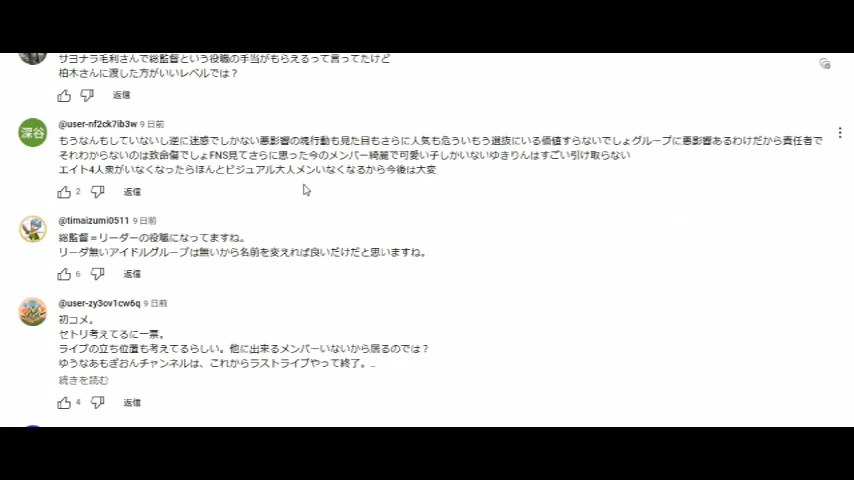 サヨナラ毛利さんで総監督という役職の手当がもらえるって言ってたけど
柏木さんに渡した方がいいレベルでは？
返信
深谷
@user-nf2ck7ib3w 9 日前
もうなんもしていないし逆に迷惑でしかない悪影響の塊行動も見た目もさらに人気も危ういもう選抜にいる価値すらないでしょグループに悪影響あるわけだから責任者で
それわからないのは致命傷でしょFNS見てさらに思った今のメンバー綺麗で可愛い子しかいないゆきりんはすごい引け取らない
エイト4人衆がいなくなったらほんとビジュアル大人メンいなくなるから今後は大変
2 返信
@timaizumi0511 9 日前
総監督＝リーダーの役職になってますね。
リーダ無いアイドルグループは無いから名前を変えれば良いだけだと思いますね。
6 返信
@user-zy3ov1cw6q 9 日前
初コメ。
セトリ考えてるに一票。
ライブの立ち位置も考えてるらしい。他に出来るメンバーいないから居るのでは？
ゆうなあもぎおんチャンネルは、これからラストライブやって終了。..
続きを読む
4 返信